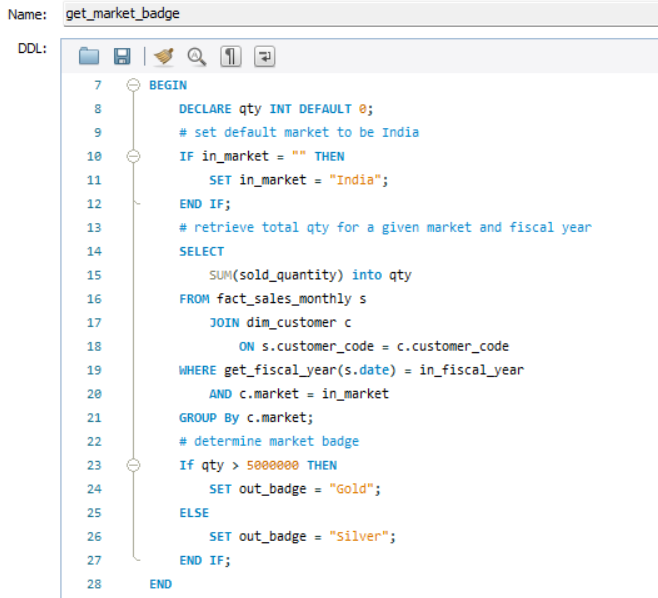 Name: get_market_badge
DDL:
7 BEGIN
8 DECLARE qty INT DEFAULT 0;
9 # set default market to be India
10 IF in_market = "" THEN
11 SET in_market = "India";
12 END IF;
13 # retrieve total qty for a given market and fiscal year
14 SELECT
15 SUM(sold_quantity) into qty
16 FROM fact_sales_monthly s
17 JOIN dim_customer c
18 ON s.customer_code = c.customer_code
19 WHERE get_fiscal_year(s.date) = in_fiscal_year
20 AND c.market = in_market
21 GROUP By c.market;
22 # determine market badge
23 If qty > 5000000 THEN
24 SET out_badge = "Gold";
25 ELSE
26 SET out_badge = "Silver";
27 END IF;
28 END